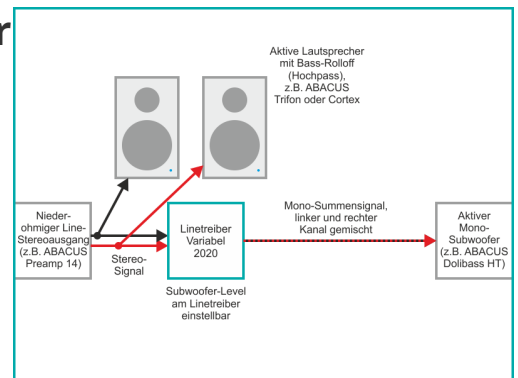 r
Aktive Lautsprecher
mit Bass-Rolloff
(Hochpass),
z.B. ABACUS
Trifon oder Cortex
Nieder-
ohmiger Line-
Stereoausgang
(z.B. ABACUS
Preamp 14)
Stereo-
Signal
Linetreiber
Variabel
2020
Subwoofer-Level
am Linetreiber
einstellbar
Mono-Summensignal,
linker und rechter
Kanal gemischt
Aktiver
Mono-
Subwoofer
(z.B. ABACUS
Dolibass HT)